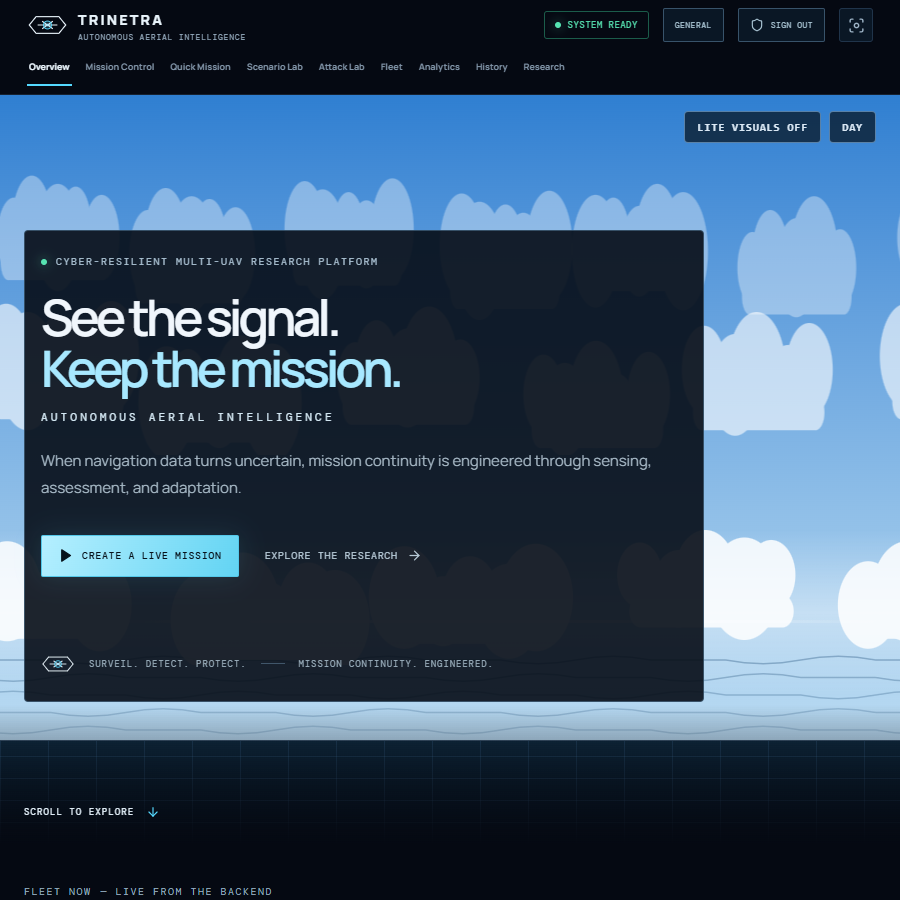 TRINETRA
AUTONOMOUS AERIAL INTELLIGENCE
SYSTEM READY
GENERAL
SIGN OUT
Overview Mission Control Quick Mission Scenario Lab Attack Lab Fleet Analytics History Research
LITE VISUALS OFF
DAY
CYBER-RESILIENT MULTI-UAV RESEARCH PLATFORM
See the signal.
Keep the mission.
AUTONOMOUS AERIAL INTELLIGENCE
When navigation data turns uncertain, mission continuity is engineered through sensing,
assessment, and adaptation.
CREATE A LIVE MISSION
EXPLORE THE RESEARCH
SURVEIL. DETECT. PROTECT.
MISSION CONTINUITY. ENGINEERED.
SCROLL TO EXPLORE
FLEET NOW — LIVE FROM THE BACKEND